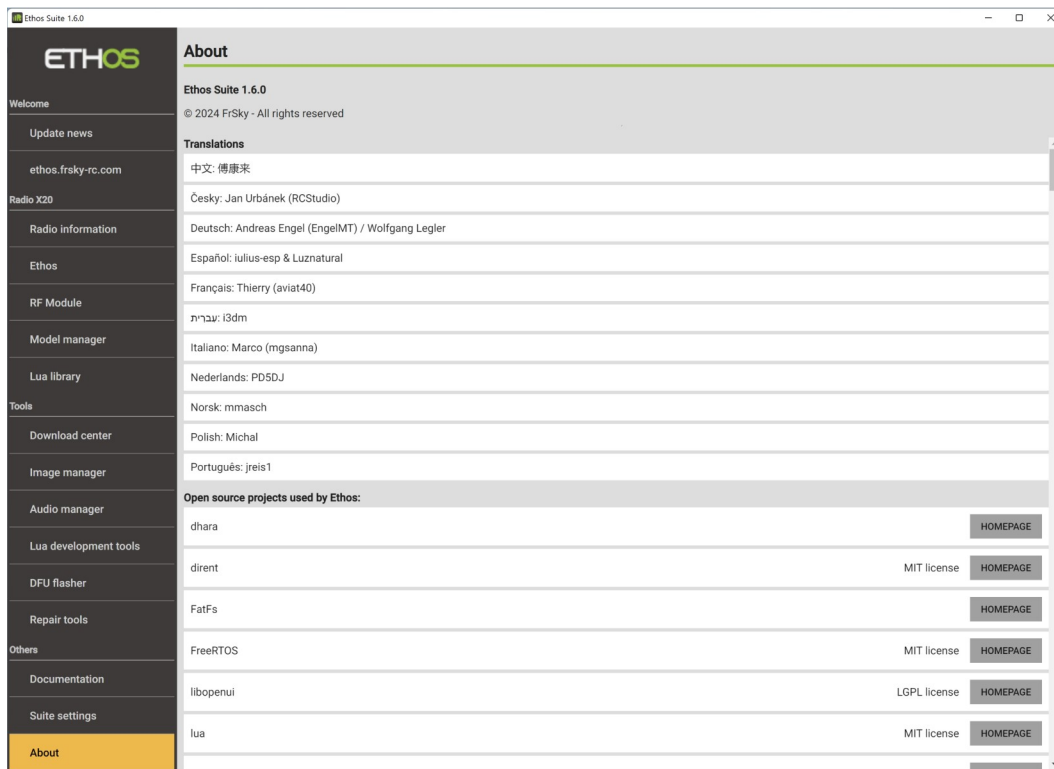 Ethos Suite 1.6.0
ETHOS
Welcome
Update news
ethos.frsky-rc.com
Radio X20
Radio information
Ethos
RF Module
Model manager
Lua library
Tools
Download center
Image manager
Audio manager
Lua development tools
DFU flasher
Repair tools
Others
Documentation
Suite settings
About
About
Ethos Suite 1.6.0
© 2024 FrSky - All rights reserved
Translations
中文: 傅康来
Česky: Jan Urbánek (RCStudio)
Deutsch: Andreas Engel (EngelMT) / Wolfgang Legler
Español: iulius-esp & Luznatural
Français: Thierry (aviat40)
עברית: i3dm
Italiano: Marco (mgsanna)
Nederlands: PD5DJ
Norsk: mmasch
Polish: Michal
Português: jreis1
Open source projects used by Ethos:
dhara HOMEPAGE
dirent MIT license HOMEPAGE
FatFs HOMEPAGE
FreeRTOS MIT license HOMEPAGE
libopenui LGPL license HOMEPAGE
lua MIT license HOMEPAGE